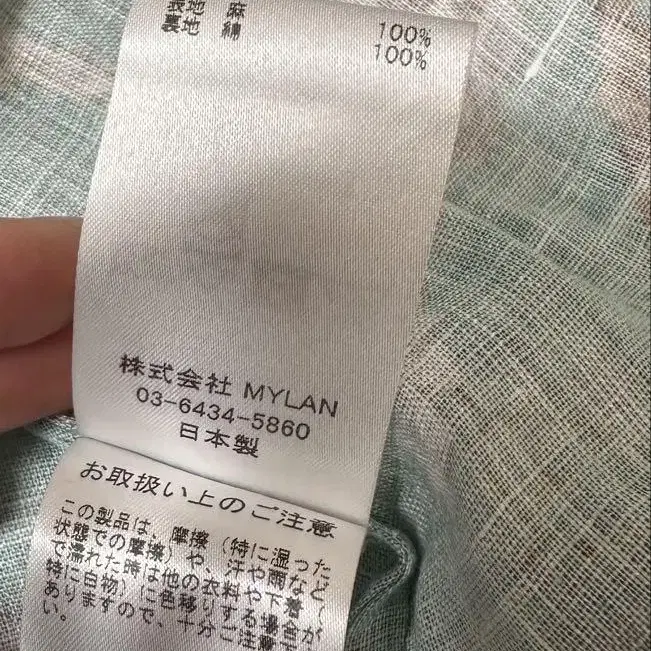 表地 麻 100%
裏地 綿 100%
株式会社 MYLAN
03-6434-5860
日本製
お取扱い上のご注意
この製品は、摩擦（特に湿った
状態での摩擦）や、汗や雨など
で濡れた時は他の衣料や下着（
特に白物）に色移りする場合が
ありますので、十分ご注意下
い。